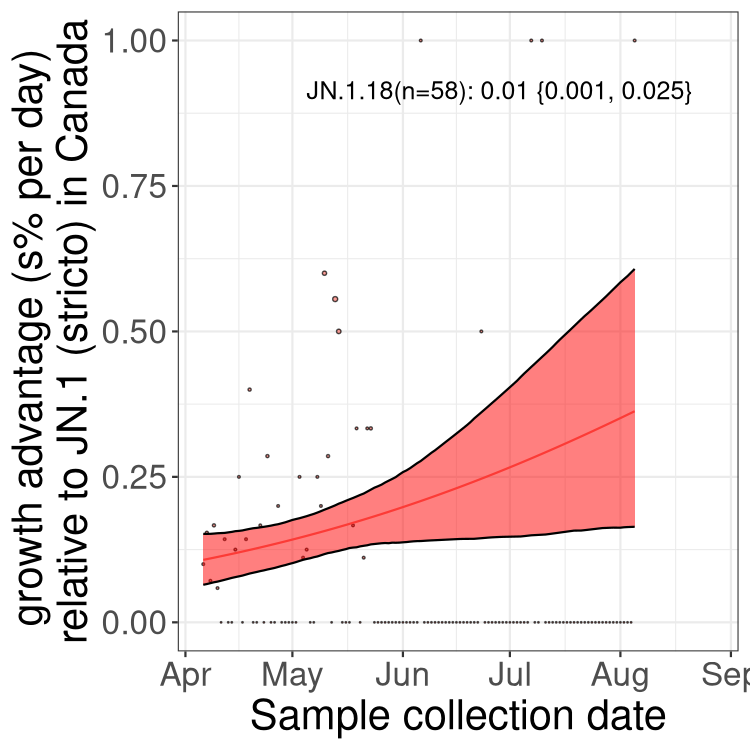 growth advantage (s% per day)
relative to JN.1 (stricto) in Canada
1.00
0.75
0.50
0.25
0.00
JN.1.18(n=58): 0.01 {0.001, 0.025}
Apr May Jun Jul Aug Sep
Sample collection date